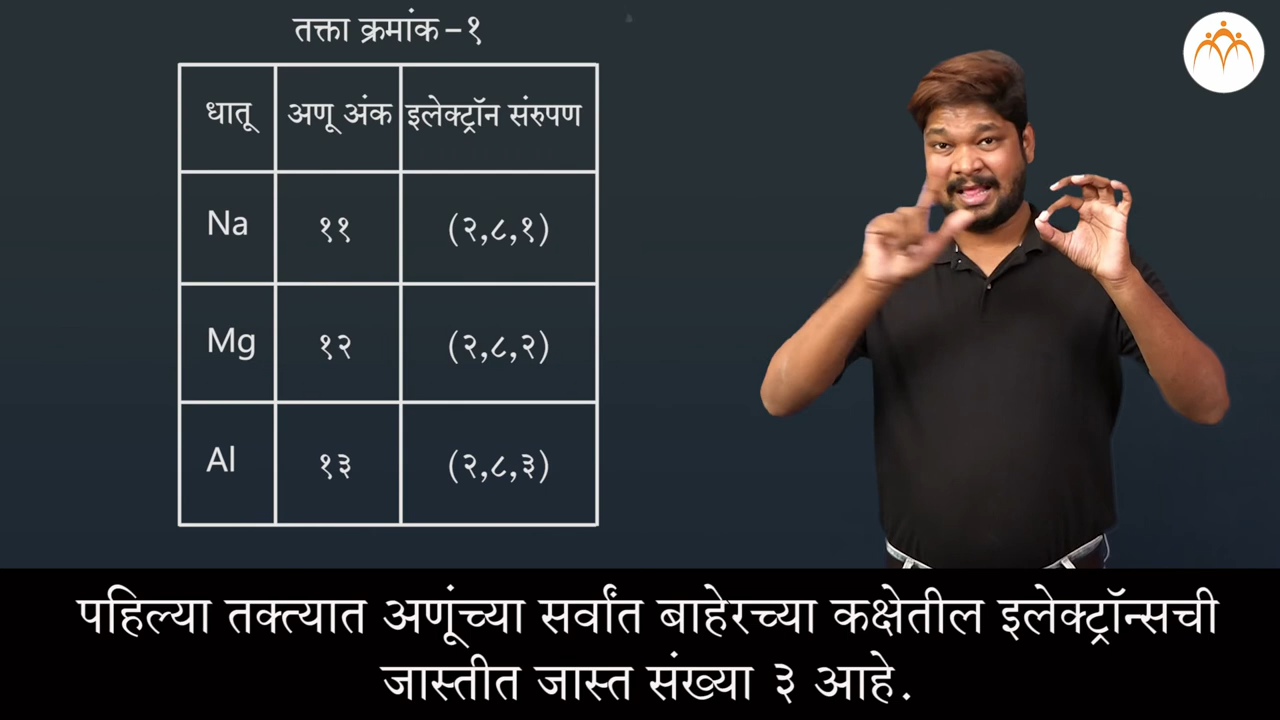 तक्ता क्रमांक-१
धातू अणू अंक इलेक्ट्रॉन संरुपण
Na ११ (२,८,१)
Mg १२ (२,८,२)
Al १३ (२,८,३)
पहिल्या तक्त्यात अणूंच्या सर्वांत बाहेरच्या कक्षेतील इलेक्ट्रॉन्सची
जास्तीत जास्त संख्या ३ आहे.